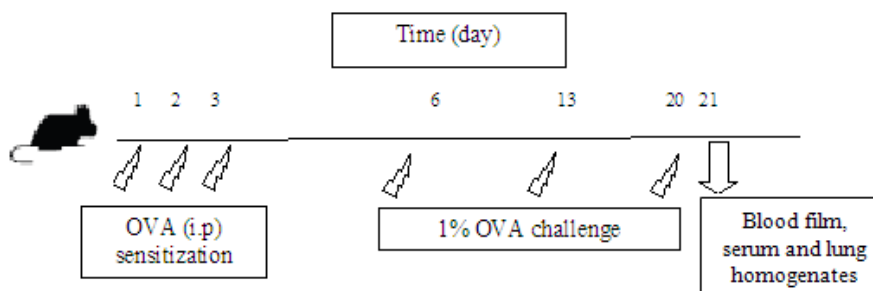 Time (day)
1 2 3 6 13 20 21
OVA (i.p)
sensitization
1% OVA challenge
Blood film,
serum and lung
homogenates